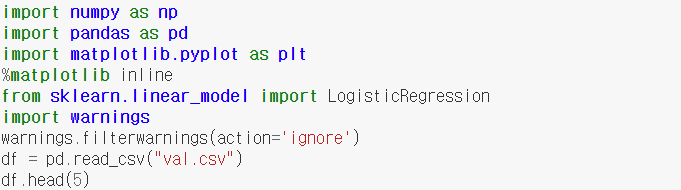 import numpy as np
import pandas as pd
import matplotlib.pyplot as plt
%matplotlib inline
from sklearn.linear_model import LogisticRegression
import warnings
warnings.filterwarnings(action='ignore')
df = pd.read_csv("val.csv")
df.head(5)